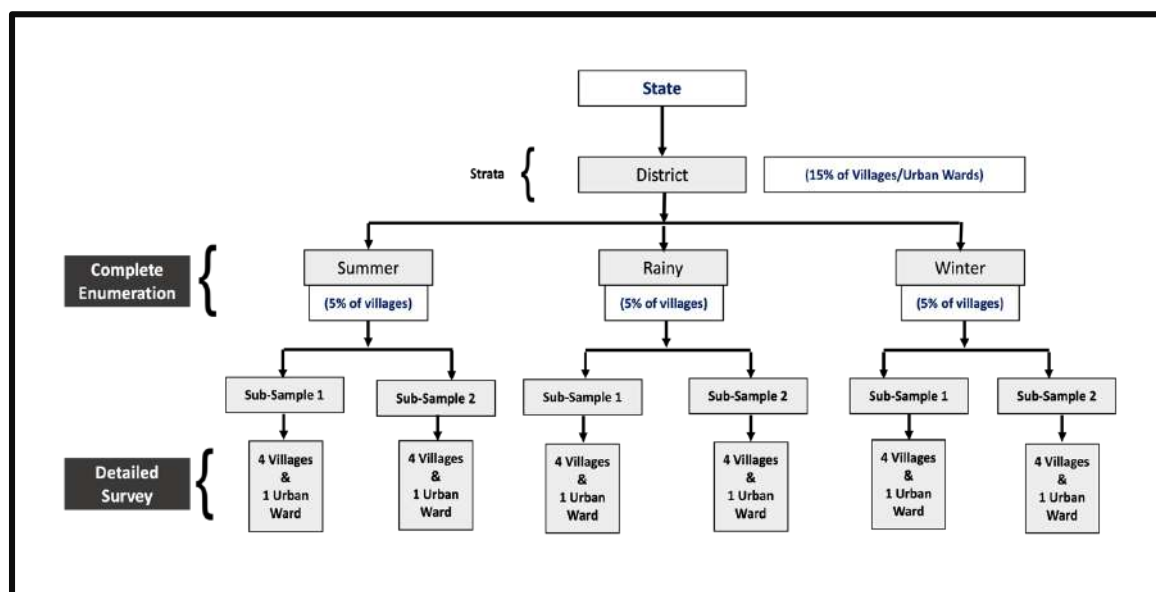 State
Strata
District
(15% of Villages/Urban Wards)
Complete
Enumeration
Summer
Rainy
Winter
(5% of villages)
(5% of villages)
(5% of villages)
Sub-Sample 1
Sub-Sample 2
Sub-Sample 1
Sub-Sample 2
Sub-Sample 1
Sub-Sample 2
Detailed
Survey
4 Villages
&
1 Urban
Ward
4 Villages
&
1 Urban
Ward
4 Villages
&
1 Urban
Ward
4 Villages
&
1 Urban
Ward
4 Villages
&
1 Urban
Ward
4 Villages
&
1 Urban
Ward